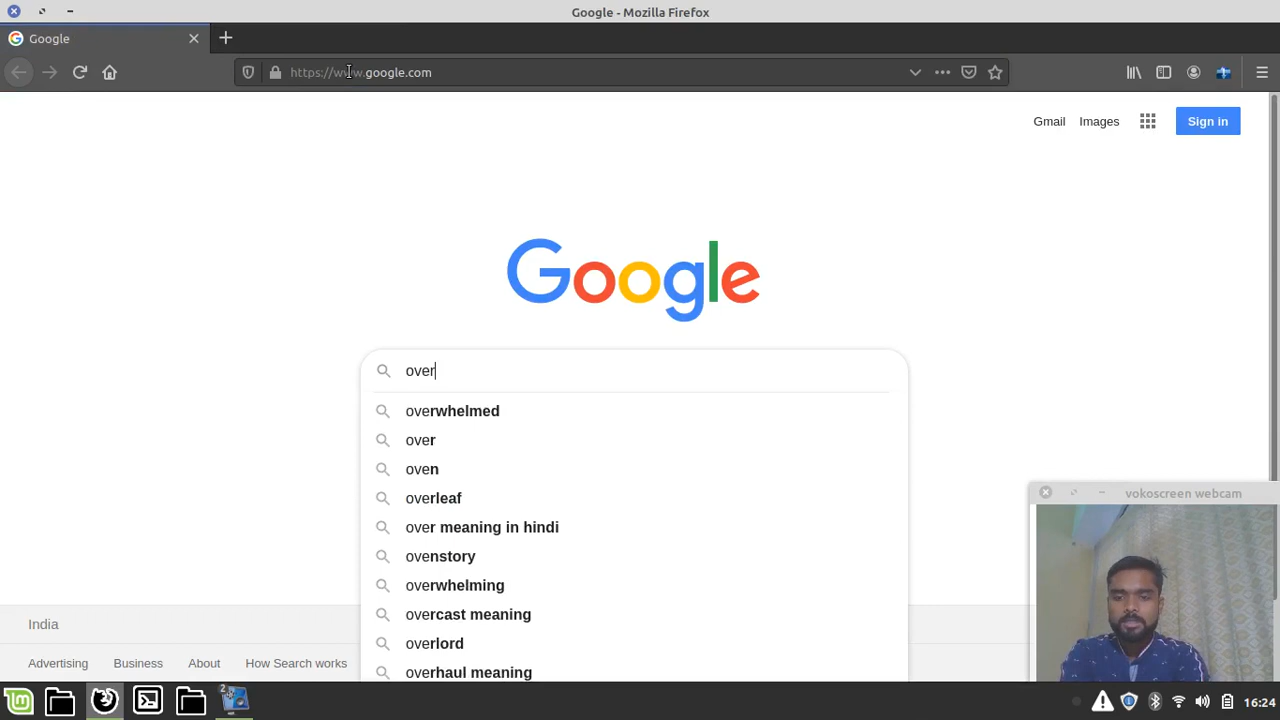 Google - Mozilla Firefox
Google
https://www.google.com
Gmail Images Sign in
Google
over
overwhelmed
over
oven
overleaf
over meaning in hindi
ovenstory
overwhelming
overcast meaning
overlord
overhaul meaning
vokoscreen webcam
India
Advertising Business About How Search works
2
16:24